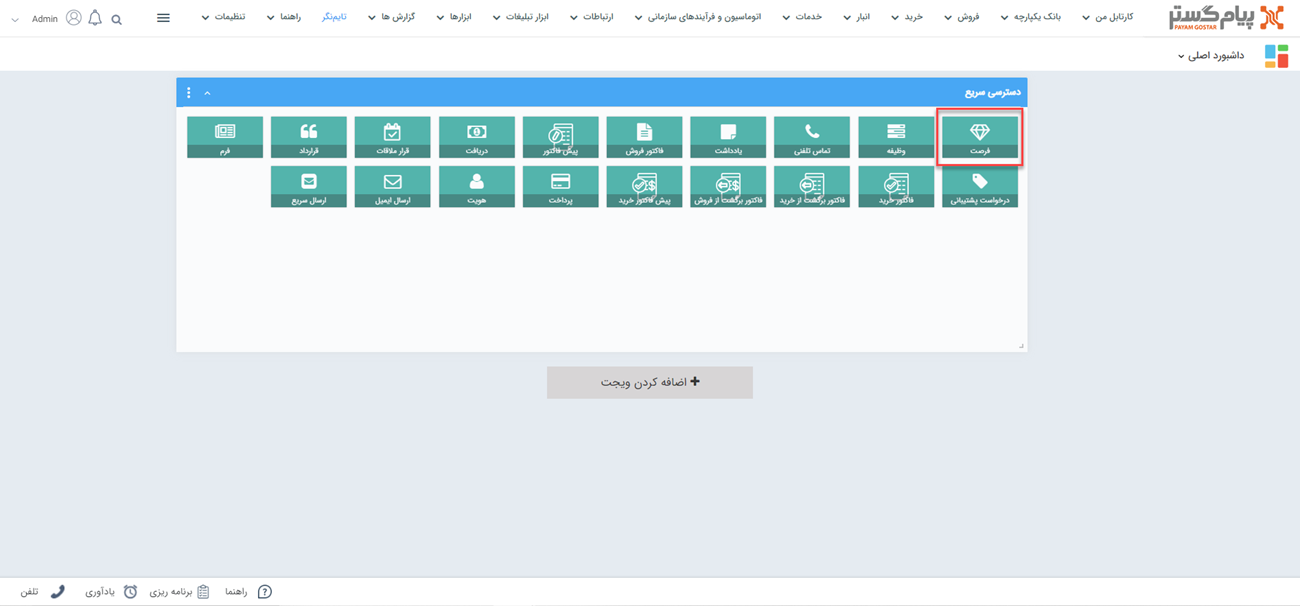 پیام گستر
PAYAM GOSTAR
کارتابل من
بانک یکپارچه
فروش
خرید
انبار
خدمات
اتوماسیون و فرآیندهای سازمانی
ارتباطات
ابزار تبلیغات
ابزارها
گزارش ها
تایم‌نگر
راهنما
تنظیمات
Admin
داشبورد اصلی
دسترسی سریع
فرصت
وظیفه
تماس تلفنی
یادداشت
فاکتور فروش
پیش فاکتور
دریافت
قرار ملاقات
قرارداد
فرم
درخواست پشتیبانی
فاکتور خرید
فاکتور برگشت از خرید
فاکتور برگشت از فروش
پیش فاکتور خرید
پرداخت
هویت
ارسال ایمیل
ارسال سریع
اضافه کردن ویجت
راهنما
برنامه ریزی
یادآوری
تلفن